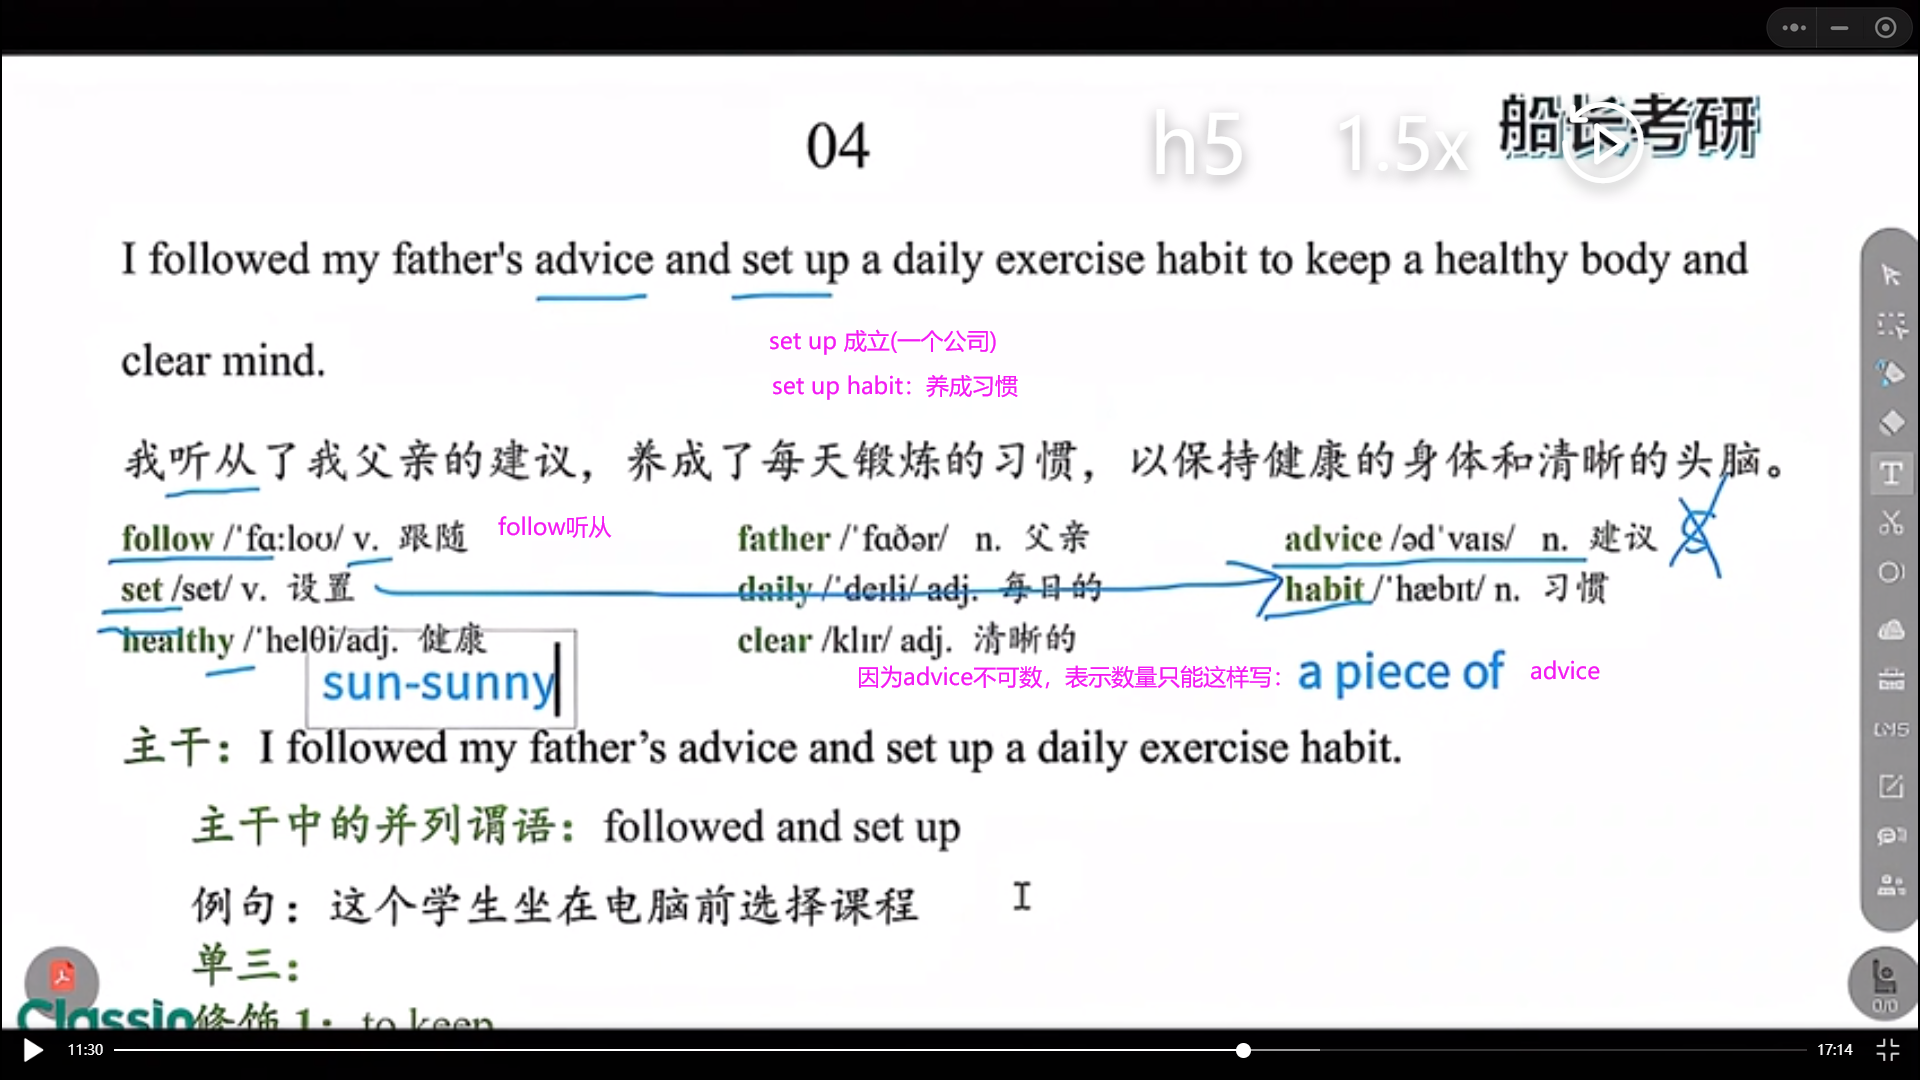 04
h5
1.5x
船长考研
I followed my father's advice and set up a daily exercise habit to keep a healthy body and
clear mind.
set up 成立(一个公司)
set up habit：养成习惯
我听从了我父亲的建议，养成了每天锻炼的习惯，以保持健康的身体和清晰的头脑。
follow /ˈfɑ:loʊ/ v. 跟随 follow听从 father /ˈfɑðər/ n. 父亲 advice /ədˈvaɪs/ n. 建议
set /set/ v. 设置 daily /ˈdeɪli/ adj. 每日的 habit /ˈhæbɪt/ n. 习惯
healthy /ˈhelθi/adj. 健康 clear /klɪr/ adj. 清晰的
sun-sunny
因为advice不可数，表示数量只能这样写：a piece of advice
主干：I followed my father’s advice and set up a daily exercise habit.
主干中的并列谓语：followed and set up
例句：这个学生坐在电脑前选择课程
单三：
修饰 1：to keep
Classin
0/0
11:30
17:14